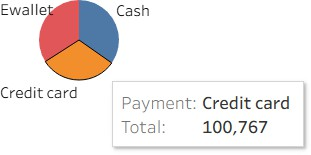 Ewallet
Cash
Credit card
Payment: Credit card
Total: 100,767